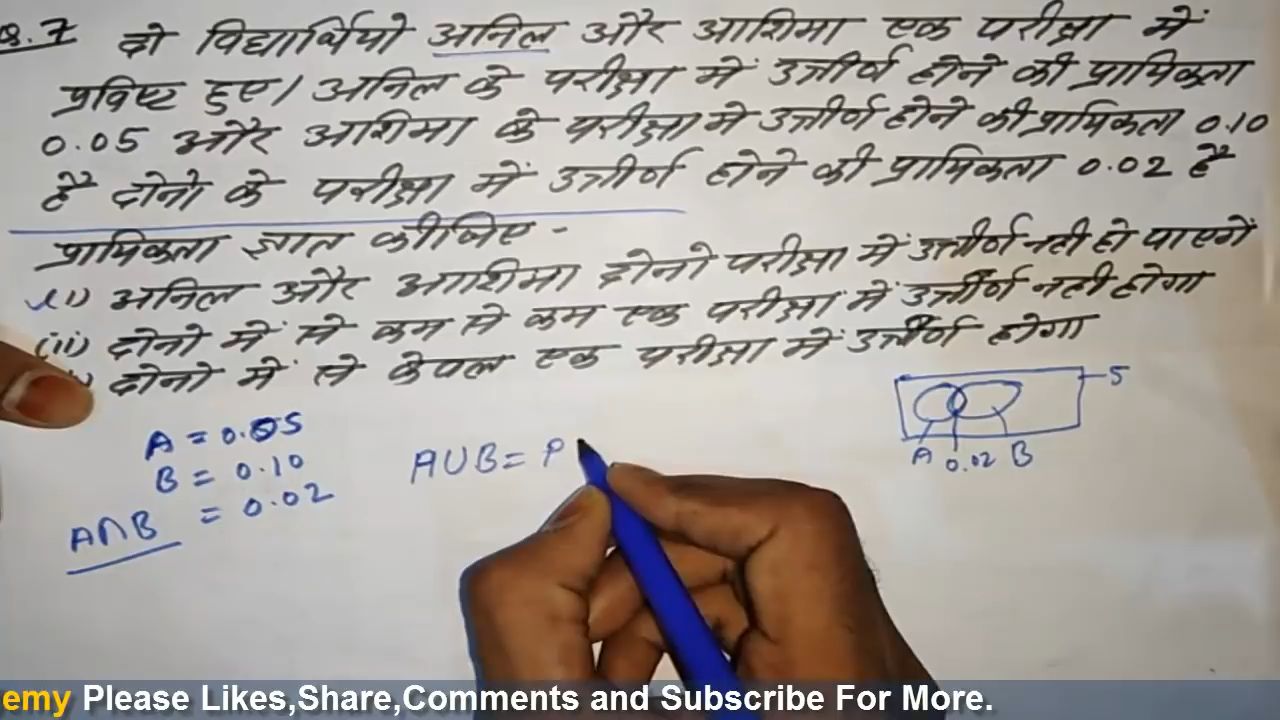 Q.7 दो विद्यार्थियो अनिल और आशिमा एक परीक्षा में
प्रविष्ट हुए। अनिल के परीक्षा में उत्तीर्ण होने की प्रायिकता
0.05 और आशिमा के परीक्षा मे उत्तीर्ण होने की प्रायिकता 0.10
है दोनो के परीक्षा में उत्तीर्ण होने की प्रायिकता 0.02 है
प्रायिकता ज्ञात कीजिए -
(i) अनिल और आशिमा दोनो परीक्षा में उत्तीर्ण नही हो पाएगें
(ii) दोनो में से कम से कम एक परीक्षा में उत्तीर्ण नही होगा
दोनो में से केवल एक परीक्षा में उत्तीर्ण होगा
S
A 0.02 B
A = 0.05
B = 0.10
A∩B = 0.02
A∪B = P
emy Please Likes,Share,Comments and Subscribe For More.